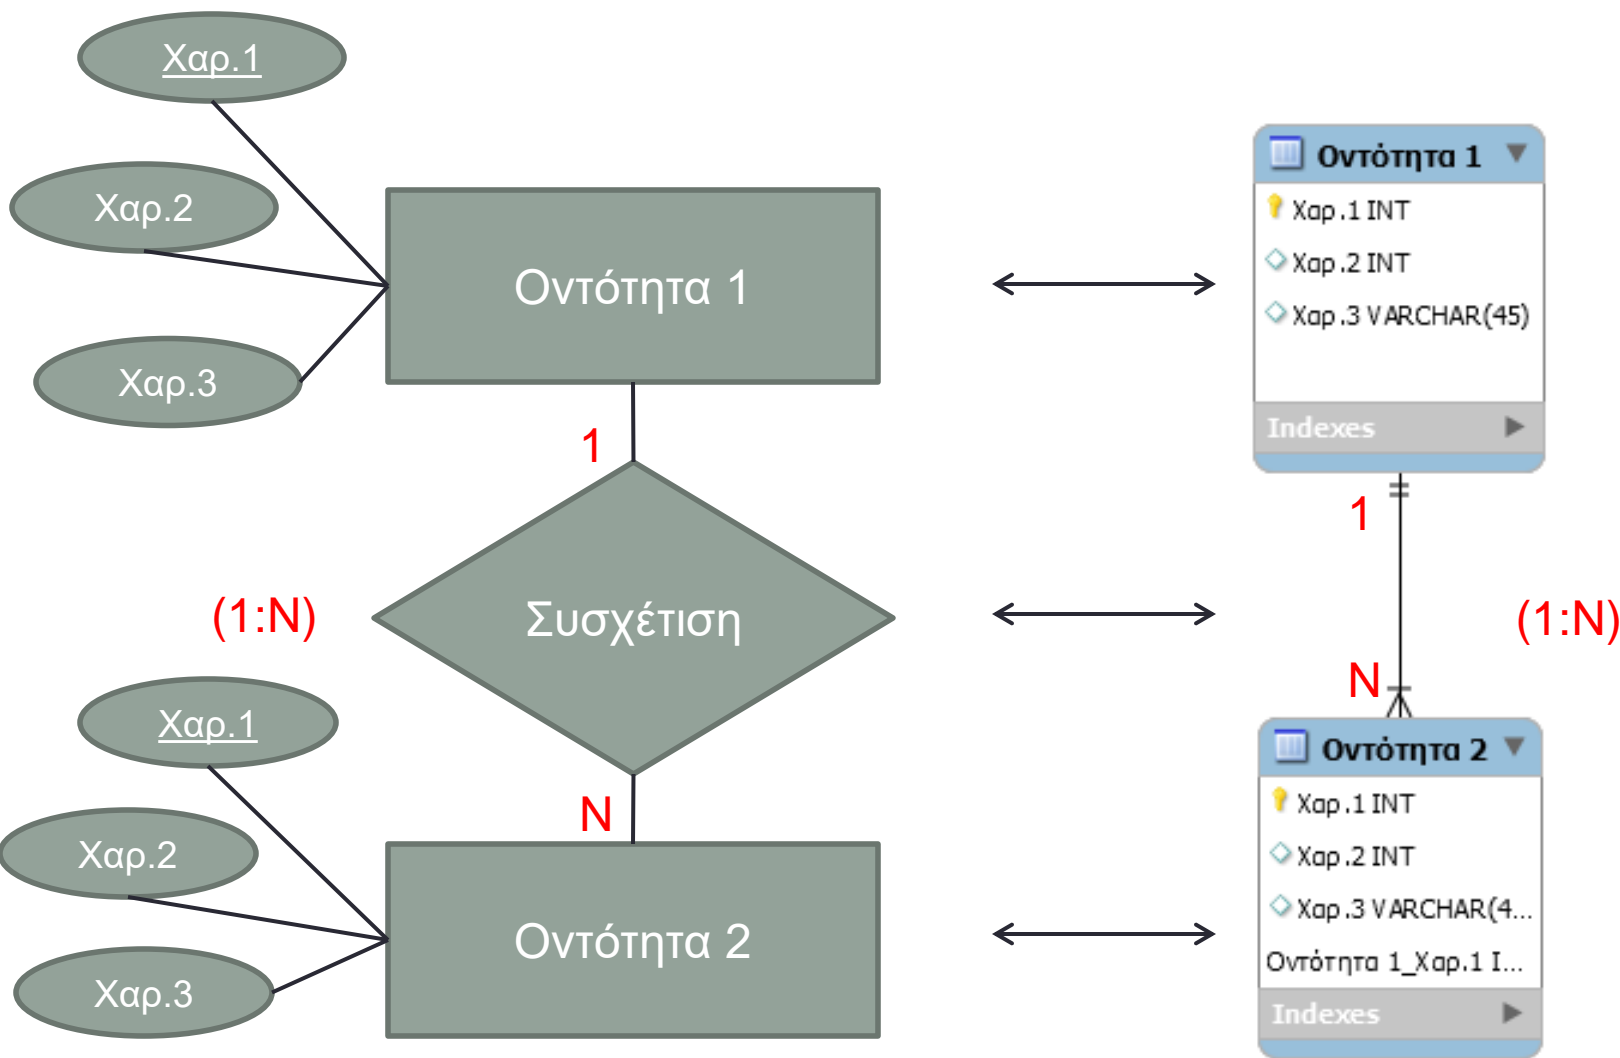 Χαρ.1
Χαρ.2
Χαρ.3
Οντότητα 1
1
Συσχέτιση
(1:N)
N
Χαρ.1
Χαρ.2
Χαρ.3
Οντότητα 2
Οντότητα 1
Χαρ.1 INT
Χαρ.2 INT
Χαρ.3 VARCHAR(45)
Indexes
1
(1:N)
N
Οντότητα 2
Χαρ.1 INT
Χαρ.2 INT
Χαρ.3 VARCHAR(4...
Οντότητα 1_Χαρ.1 I...
Indexes